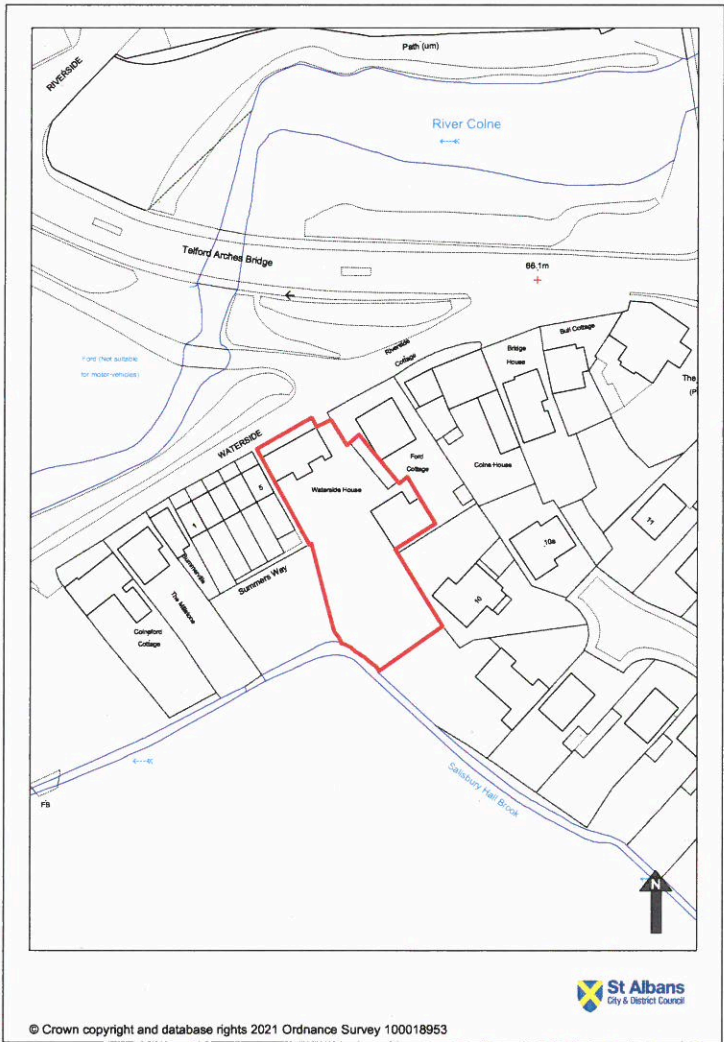 Path (um)
RIVERSIDE
River Colne
Telford Arches Bridge
66.1m
Riverside
Cottage
Bridge
House
Bull Cottage
The
(P
Ford (Not suitable
for motor-vehicles)
WATERSIDE
5
Waterside House
Ford
Cottage
Colne House
11
10a
1
Summerville
Summers Way
The Millstone
Colnsford
Cottage
10
Salisbury Hall Brook
FB
N
St Albans
City & District Council
© Crown copyright and database rights 2021 Ordnance Survey 100018953